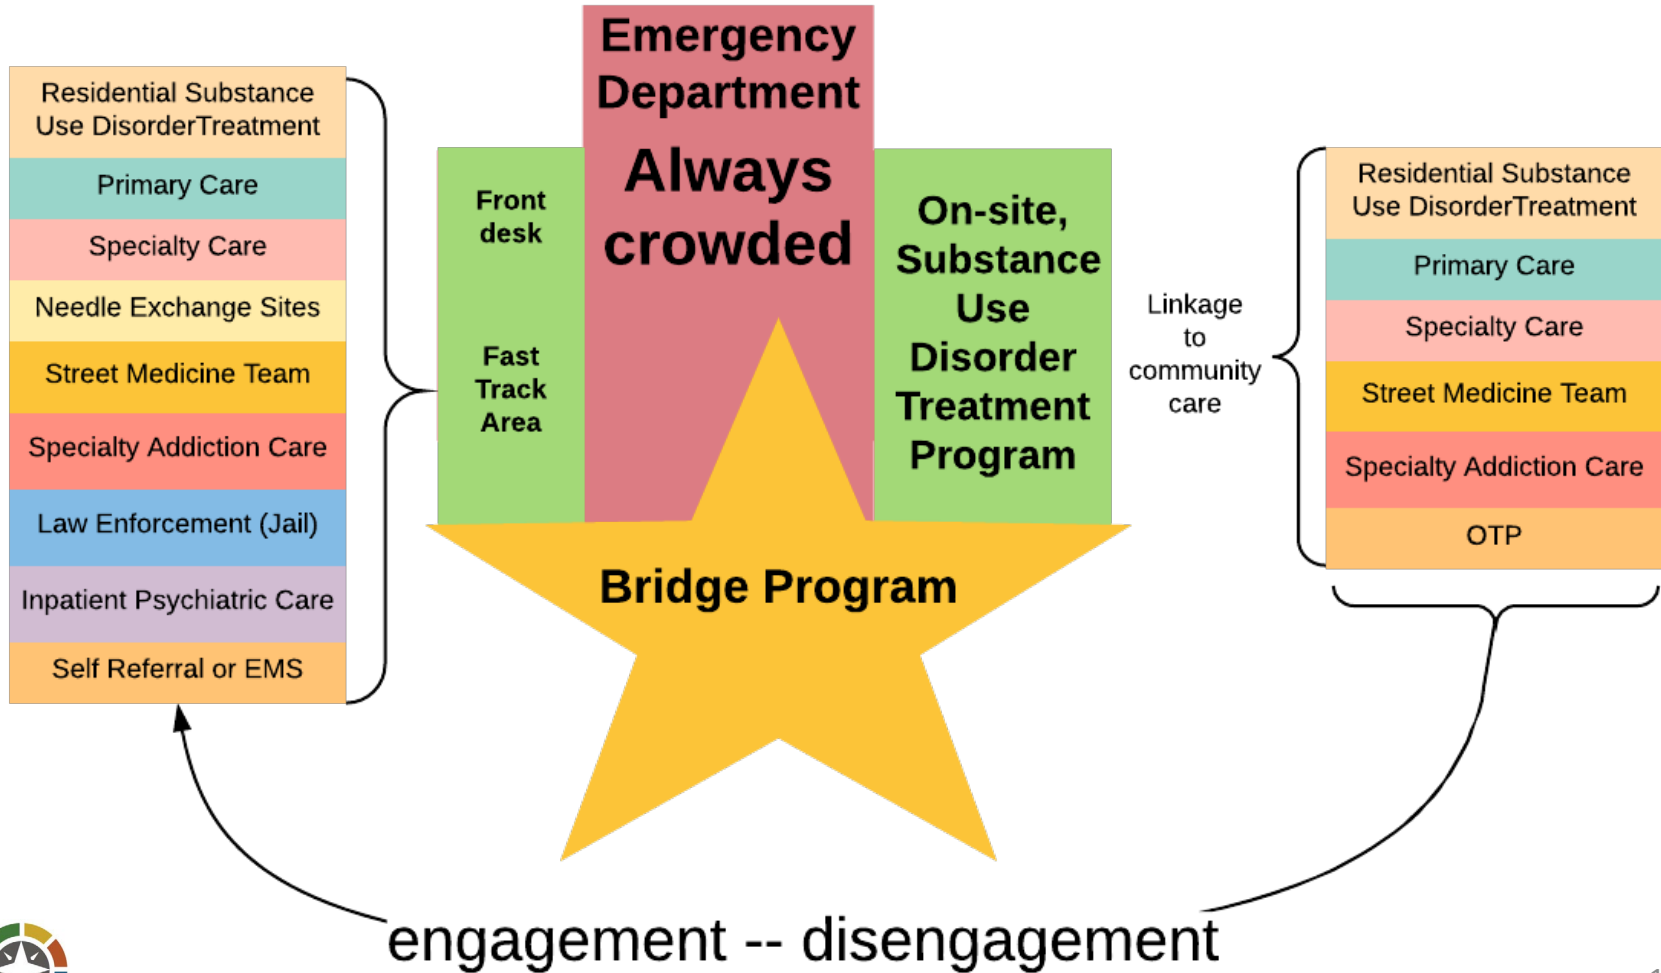 Residential Substance
Use DisorderTreatment
Primary Care
Specialty Care
Needle Exchange Sites
Street Medicine Team
Specialty Addiction Care
Law Enforcement (Jail)
Inpatient Psychiatric Care
Self Referral or EMS
Front
desk
Fast
Track
Area
Emergency
Department
Always
crowded
On-site,
Substance
Use
Disorder
Treatment
Program
Bridge Program
Linkage
to
community
care
Residential Substance
Use DisorderTreatment
Primary Care
Specialty Care
Street Medicine Team
Specialty Addiction Care
OTP
engagement -- disengagement